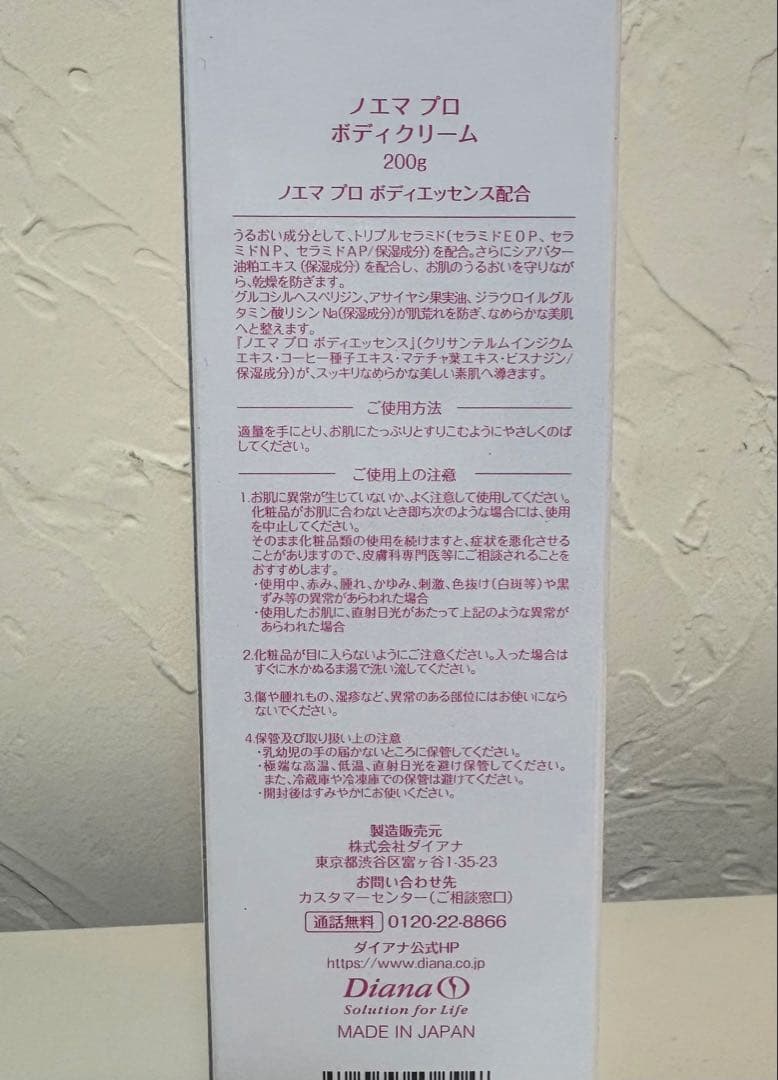 ノエマ プロ
ボディクリーム
200g
ノエマ プロ ボディエッセンス配合
うるおい成分として、トリプルセラミド(セラミドEOP、セラ
ミドNP、セラミドAP/保湿成分)を配合。さらにシアバター
油粕エキス(保湿成分)を配合し、お肌のうるおいを守りなが
ら、乾燥を防ぎます。
グルコシルヘスペリジン、アサイヤシ果実油、ジラウロイルグル
タミン酸リシンNa(保湿成分)が肌荒れを防ぎ、なめらかな美肌
へと整えます。
『ノエマ プロ ボディエッセンス』(クリサンテルムインジクム
エキス・コーヒー種子エキス・マテチャ葉エキス・ビスナジン/
保湿成分)が、スッキリなめらかな美しい素肌へ導きます。
ご使用方法
適量を手にとり、お肌にたっぷりとすりこむようにやさしくのば
してください。
ご使用上の注意
1.お肌に異常が生じていないか、よく注意して使用してください。
化粧品がお肌に合わないとき即ち次のような場合には、使用
を中止してください。
そのまま化粧品類の使用を続けますと、症状を悪化させる
ことがありますので、皮膚科専門医等にご相談されることを
おすすめします。
・使用中、赤み、腫れ、かゆみ、刺激、色抜け(白斑等)や黒
ずみ等の異常があらわれた場合
・使用したお肌に、直射日光があたって上記のような異常が
あらわれた場合
2.化粧品が目に入らないようにご注意ください。入った場合は
すぐに水かぬるま湯で洗い流してください。
3.傷や腫れもの、湿疹など、異常のある部位にはお使いになら
ないでください。
4.保管及び取り扱い上の注意
・乳幼児の手の届かないところに保管してください。
・極端な高温、低温、直射日光を避け保管してください。
また、冷蔵庫や冷凍庫での保管は避けてください。
・開封後はすみやかにお使いください。
製造販売元
株式会社ダイアナ
東京都渋谷区富ヶ谷1-35-23
お問い合わせ先
カスタマーセンター(ご相談窓口)
通話無料 0120-22-8866
ダイアナ公式HP
https://www.diana.co.jp
Diana
Solution for Life
MADE IN JAPAN